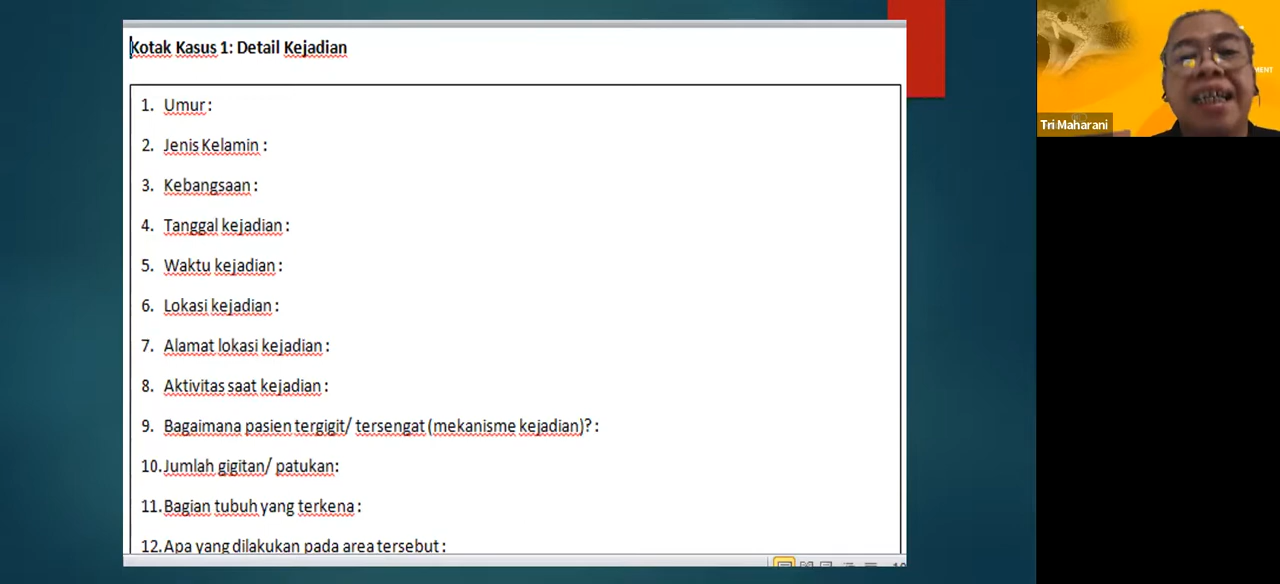 Kotak Kasus 1: Detail Kejadian
1. Umur :
2. Jenis Kelamin :
3. Kebangsaan :
4. Tanggal kejadian :
5. Waktu kejadian :
6. Lokasi kejadian :
7. Alamat lokasi kejadian :
8. Aktivitas saat kejadian :
9. Bagaimana pasien tergigit/ tersengat (mekanisme kejadian)? :
10. Jumlah gigitan/ patukan:
11. Bagian tubuh yang terkena :
12. Apa yang dilakukan pada area tersebut :
Tri Maharani